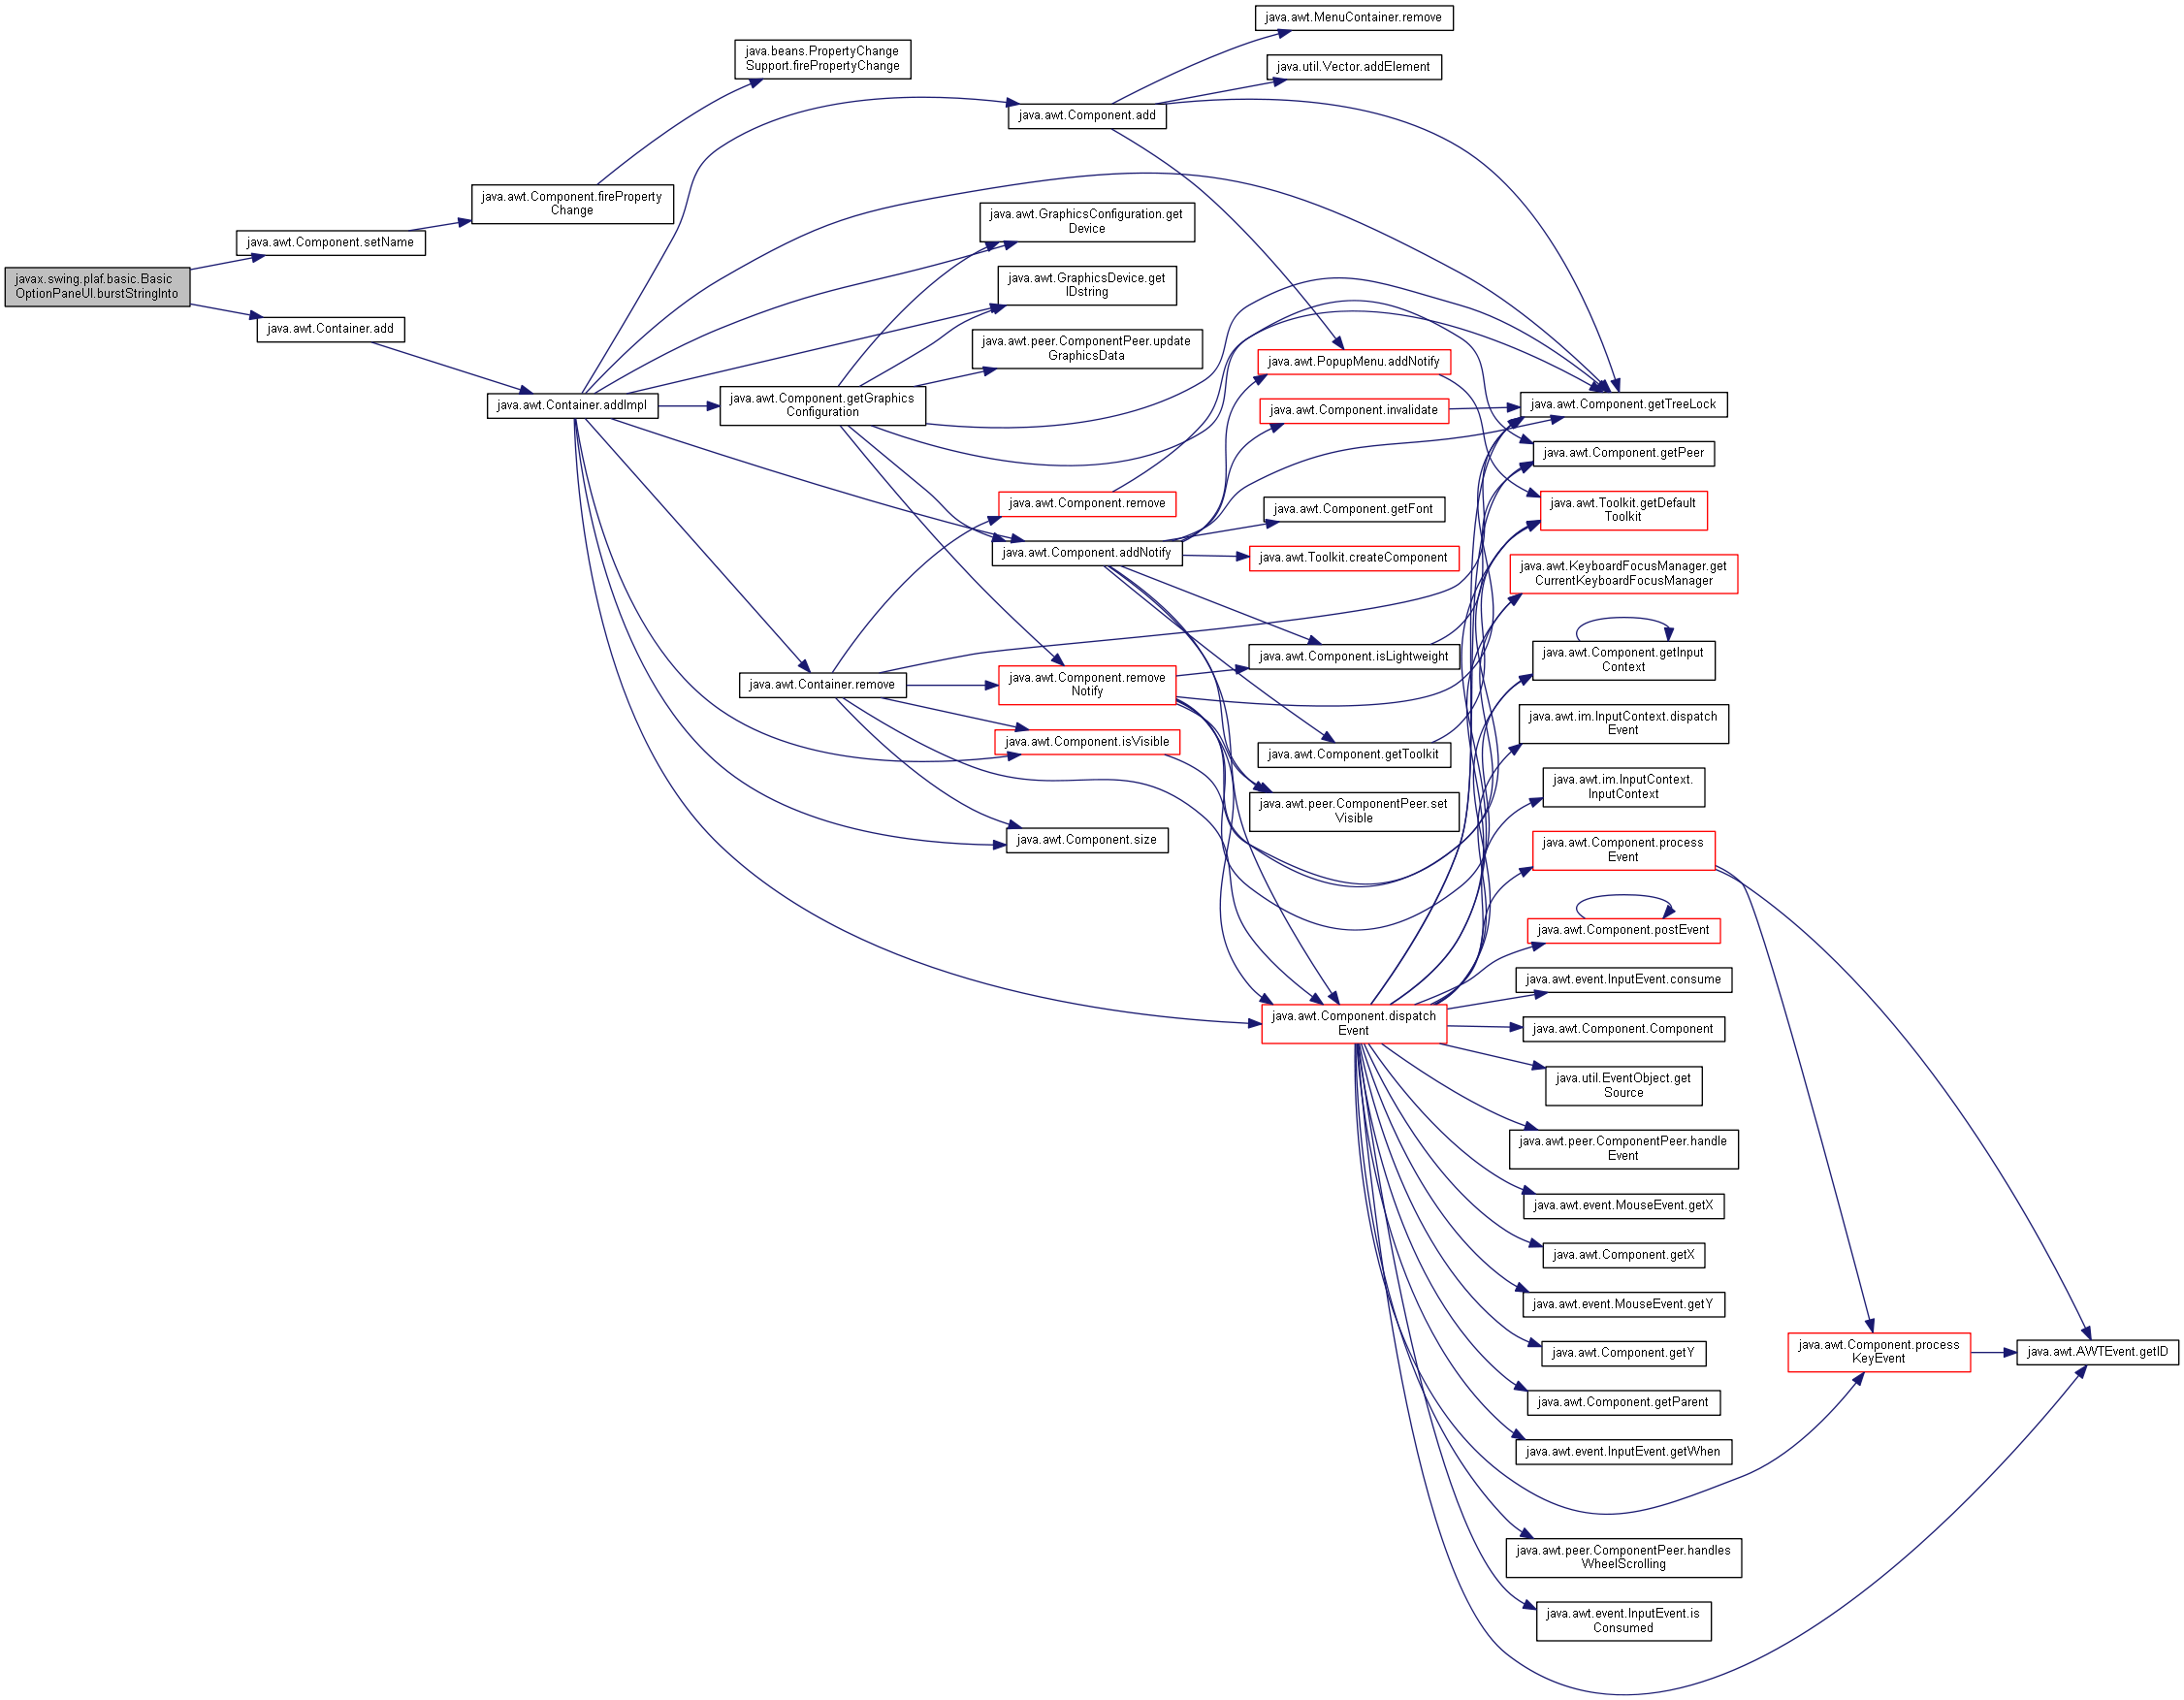 javax.swing.plaf.basic.Basic
OptionPaneUI.burstStringInto
java.awt.Component.setName
java.awt.Container.add
java.awt.Component.fireProperty
Change
java.awt.Container.addImpl
java.beans.PropertyChange
Support.firePropertyChange
java.awt.Component.getGraphics
Configuration
java.awt.Container.remove
java.awt.Component.add
java.awt.GraphicsConfiguration.get
Device
java.awt.GraphicsDevice.get
IDstring
java.awt.peer.ComponentPeer.update
GraphicsData
java.awt.Component.remove
java.awt.Component.addNotify
java.awt.Component.remove
Notify
java.awt.Component.isVisible
java.awt.Component.size
java.awt.MenuContainer.remove
java.util.Vector.addElement
java.awt.PopupMenu.addNotify
java.awt.Component.invalidate
java.awt.Component.getFont
java.awt.Toolkit.createComponent
java.awt.Component.isLightweight
java.awt.Component.getToolkit
java.awt.peer.ComponentPeer.set
Visible
java.awt.Component.dispatch
Event
java.awt.Component.getTreeLock
java.awt.Component.getPeer
java.awt.Toolkit.getDefault
Toolkit
java.awt.KeyboardFocusManager.get
CurrentKeyboardFocusManager
java.awt.Component.getInput
Context
java.awt.im.InputContext.dispatch
Event
java.awt.im.InputContext.
InputContext
java.awt.Component.process
Event
java.awt.Component.postEvent
java.awt.event.InputEvent.consume
java.awt.Component.Component
java.util.EventObject.get
Source
java.awt.peer.ComponentPeer.handle
Event
java.awt.event.MouseEvent.getX
java.awt.Component.getX
java.awt.event.MouseEvent.getY
java.awt.Component.getY
java.awt.Component.getParent
java.awt.event.InputEvent.getWhen
java.awt.peer.ComponentPeer.handles
WheelScrolling
java.awt.event.InputEvent.is
Consumed
java.awt.Component.process
KeyEvent
java.awt.AWTEvent.getID